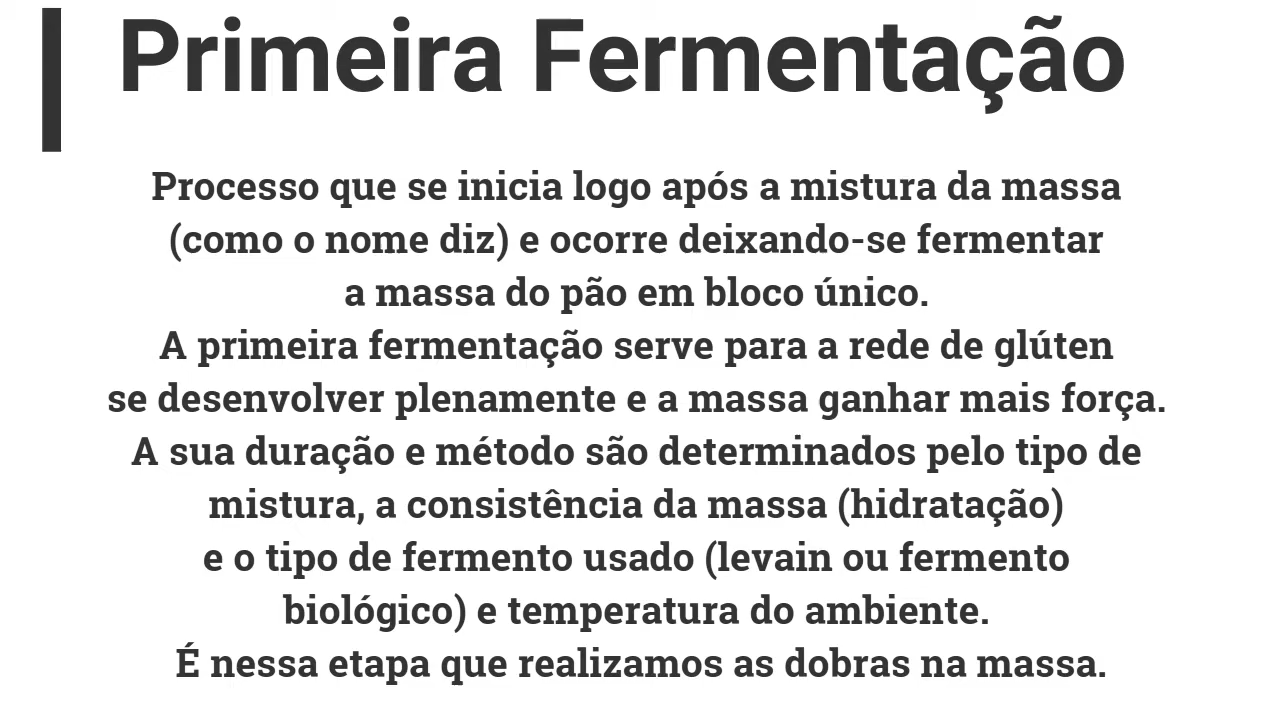 Primeira Fermentação
Processo que se inicia logo após a mistura da massa
(como o nome diz) e ocorre deixando-se fermentar
a massa do pão em bloco único.
A primeira fermentação serve para a rede de glúten
se desenvolver plenamente e a massa ganhar mais força.
A sua duração e método são determinados pelo tipo de
mistura, a consistência da massa (hidratação)
e o tipo de fermento usado (levain ou fermento
biológico) e temperatura do ambiente.
É nessa etapa que realizamos as dobras na massa.